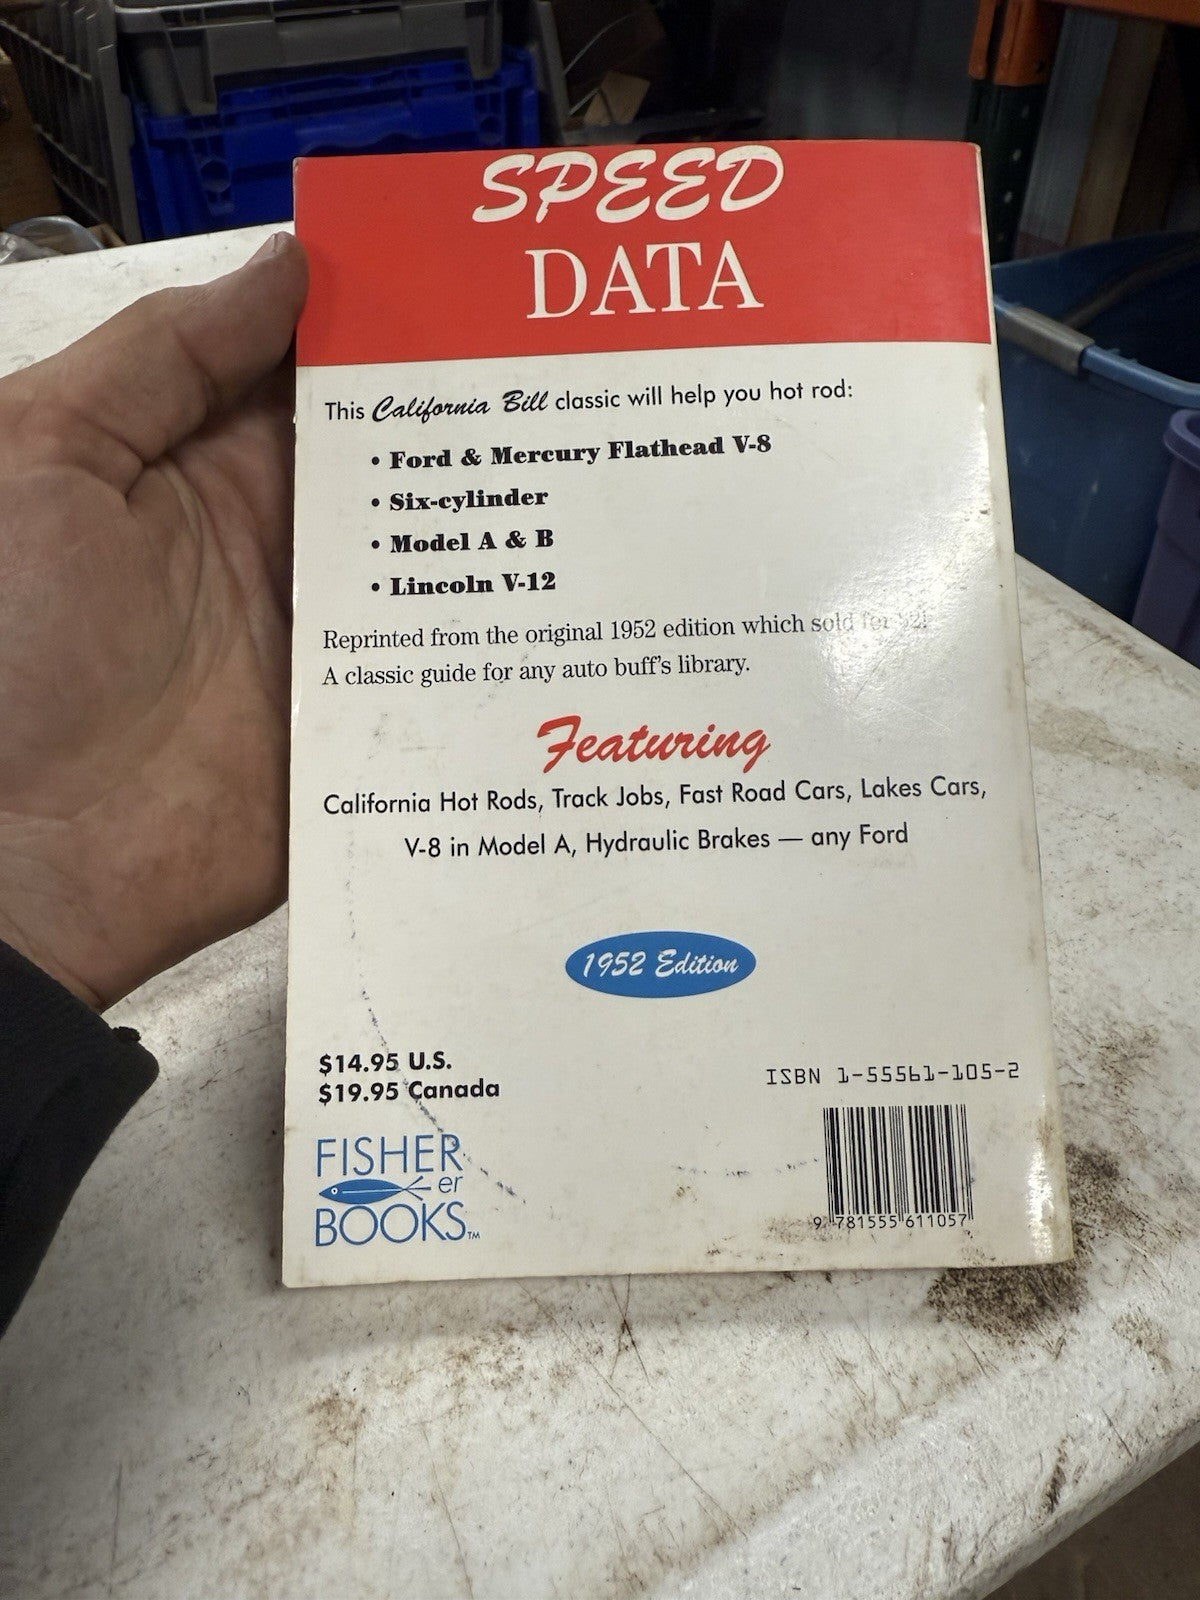 SPEED
DATA
This California Bill classic will help you hot rod:
• Ford & Mercury Flathead V-8
• Six-cylinder
• Model A & B
• Lincoln V-12
Reprinted from the original 1952 edition which sold for $2!
A classic guide for any auto buff's library.
Featuring
California Hot Rods, Track Jobs, Fast Road Cars, Lakes Cars,
V-8 in Model A, Hydraulic Brakes — any Ford
1952 Edition
$14.95 U.S.
$19.95 Canada
ISBN 1-55561-105-2
FISHER
er
BOOKS™
9 781555 611057